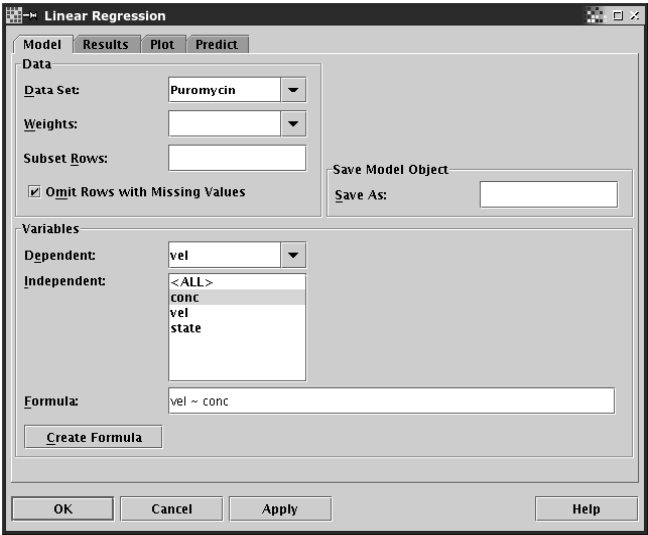 Linear Regression
Model Results Plot Predict
Data
Data Set: Puromycin
Weights:
Subset Rows:
Omit Rows with Missing Values
Save Model Object
Save As:
Variables
Dependent: vel
Independent: <ALL>
conc
vel
state
Formula: vel ~ conc
Create Formula
OK Cancel Apply Help